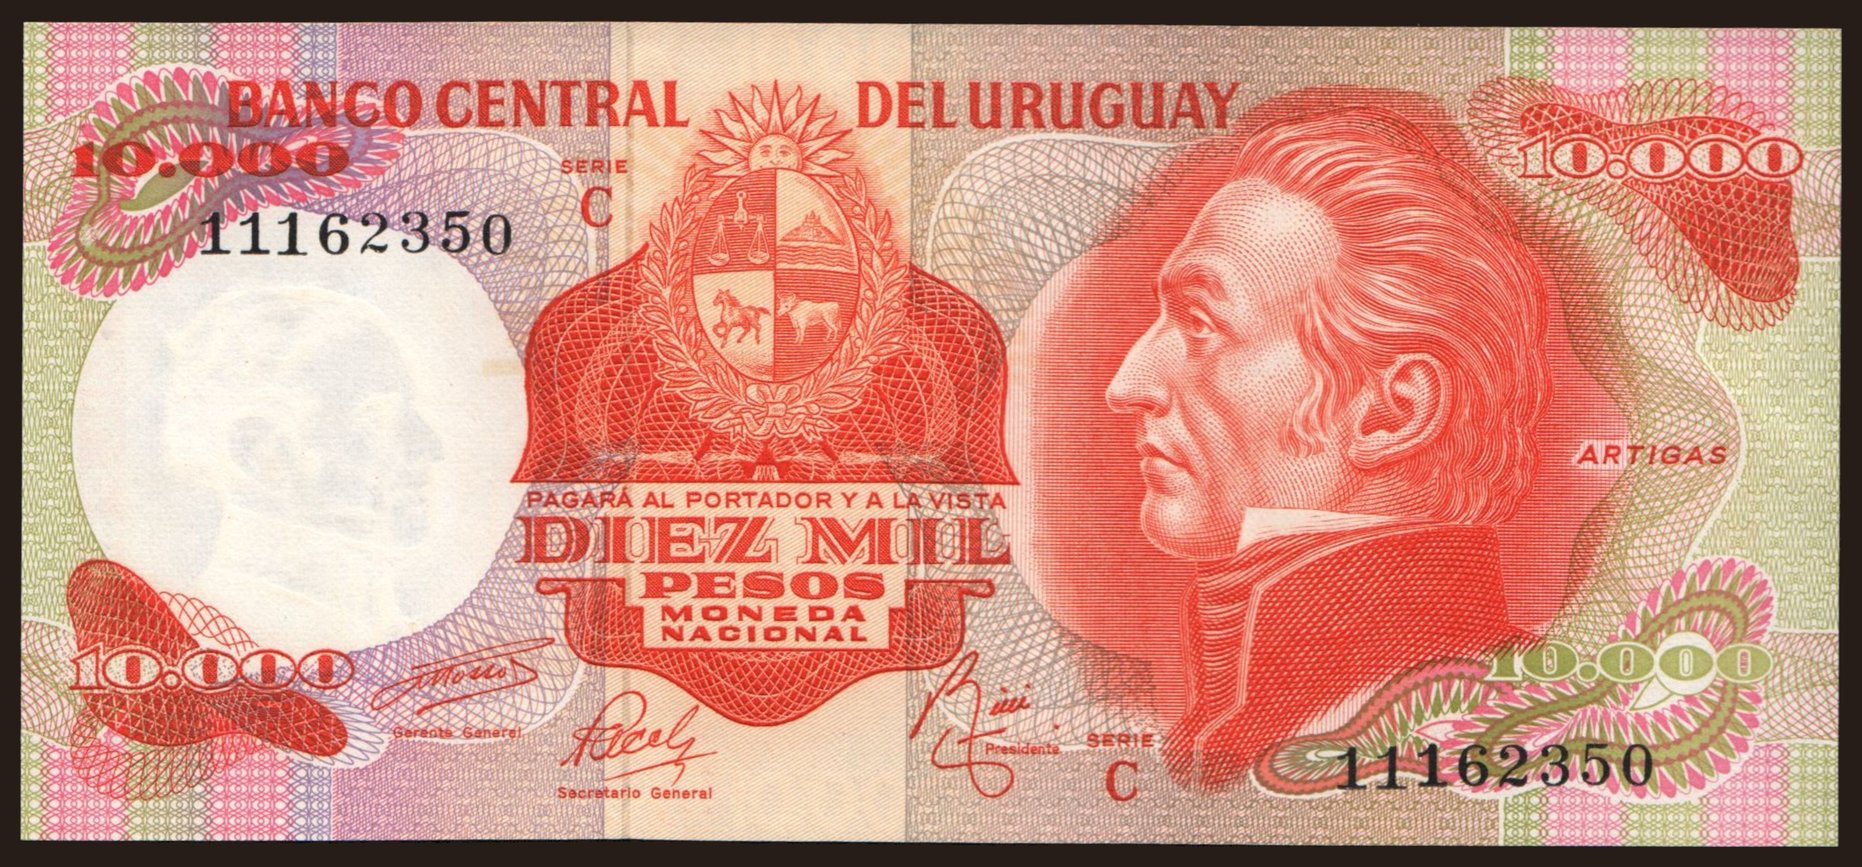 BANCO CENTRAL DEL URUGUAY
10.000
10.000
SERIE
C
11162350
ARTIGAS
PAGARÁ AL PORTADOR Y A LA VISTA
DIEZ MIL
PESOS
MONEDA
NACIONAL
10.000
10.000
Gerente General
Secretario General
Presidente
SERIE
C
11162350